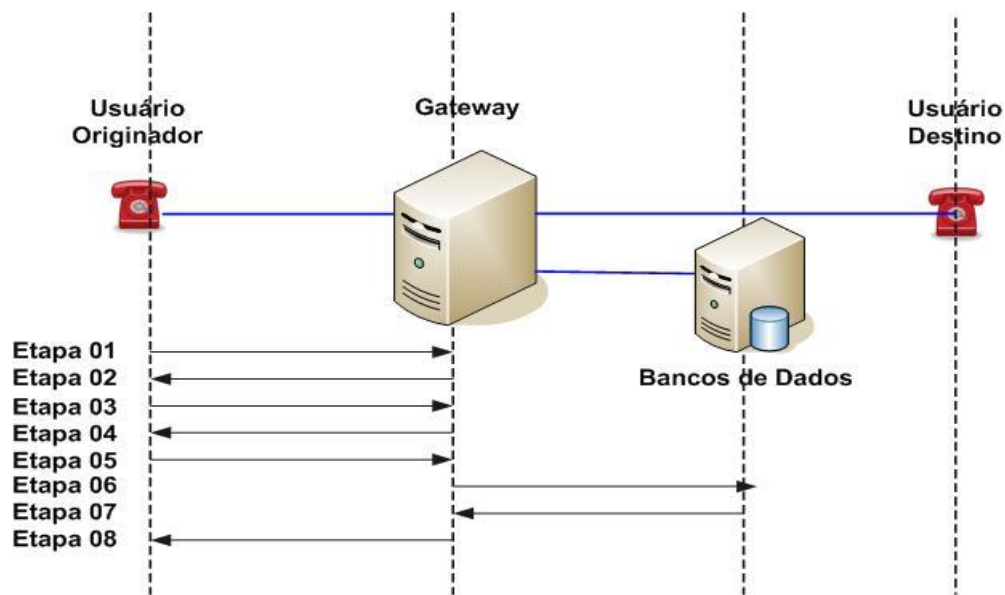 Usuário
Originador
Gateway
Usuário
Destino
Bancos de Dados
Etapa 01
Etapa 02
Etapa 03
Etapa 04
Etapa 05
Etapa 06
Etapa 07
Etapa 08